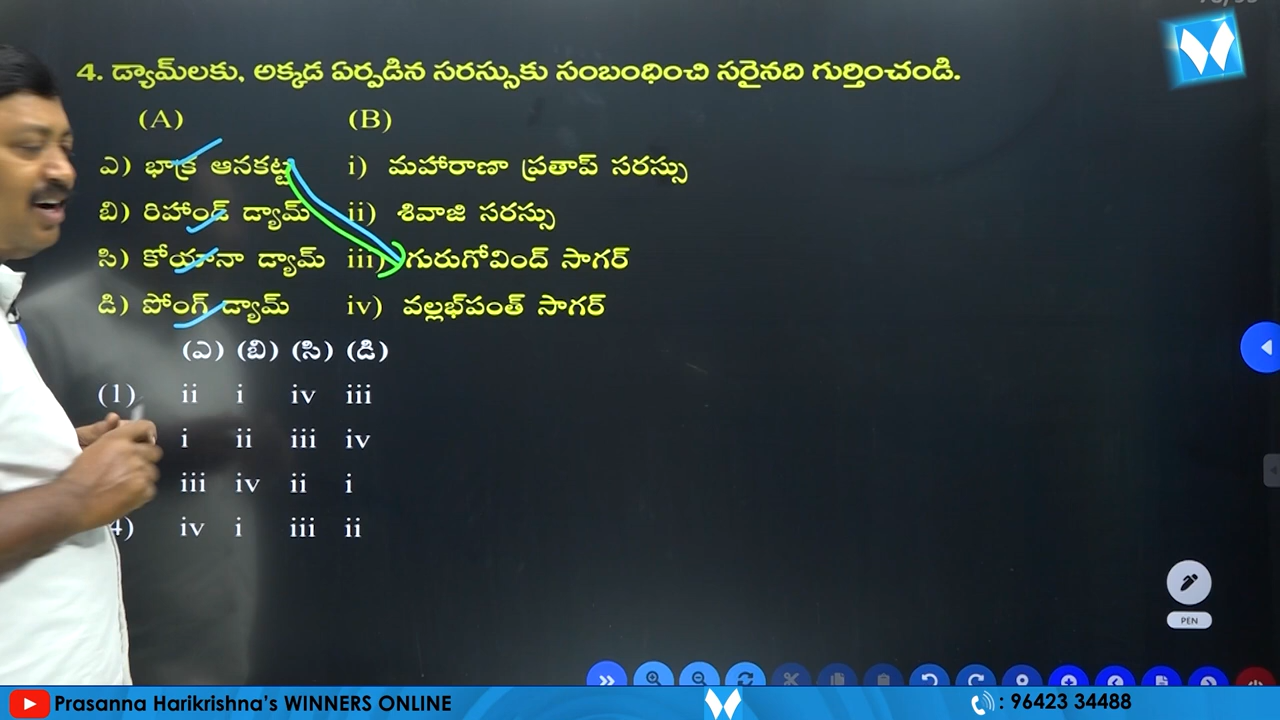 4. డ్యామ్‌లకు, అక్కడ ఏర్పడిన సరస్సుకు సంబంధించి సరైనది గుర్తించండి.
(A) (B)
ఎ) భాక్ర ఆనకట్ట i) మహారాణా ప్రతాప్ సరస్సు
బి) రిహాండ్ డ్యామ్ ii) శివాజి సరస్సు
సి) కోయానా డ్యామ్ iii) గురుగోవింద్ సాగర్
డి) పోంగ్ డ్యామ్ iv) వల్లభ్‌పంత్ సాగర్
(ఎ) (బి) (సి) (డి)
(1) ii i iv iii
i ii iii iv
iii iv ii i
4) iv i iii ii
PEN
Prasanna Harikrishna's WINNERS ONLINE : 96423 34488